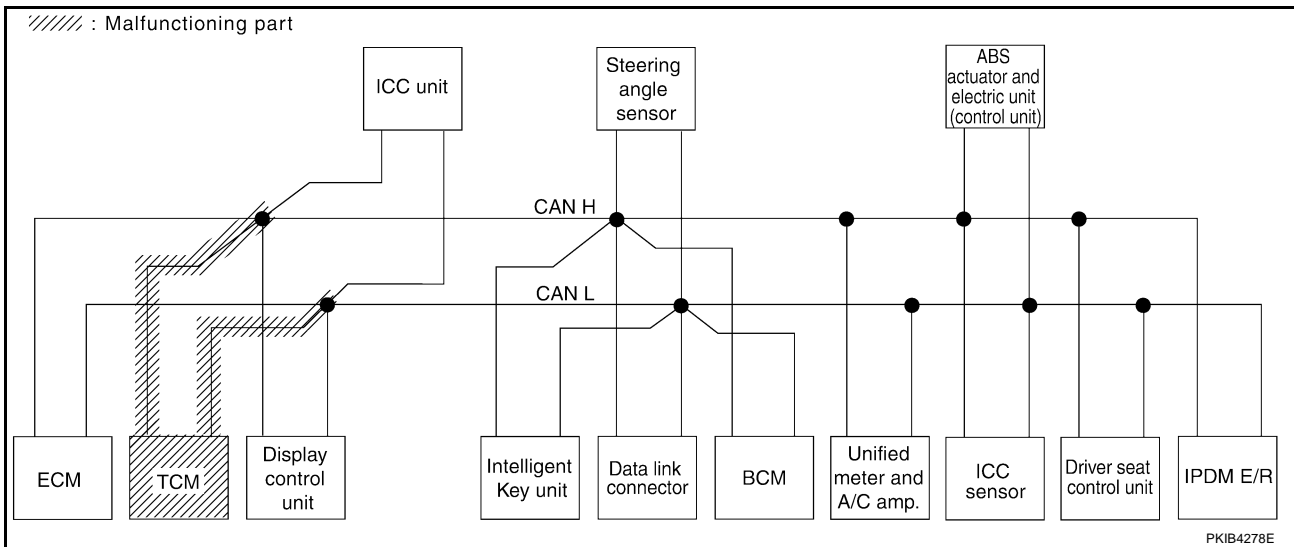 : Malfunctioning part
ICC unit
Steering
angle
sensor
ABS
actuator and
electric unit
(control unit)
CAN H
CAN L
ECM
TCM
Display
control
unit
Intelligent
Key unit
Data link
connector
BCM
Unified
meter and
A/C amp.
ICC
sensor
Driver seat
control unit
IPDM E/R
PKIB4278E